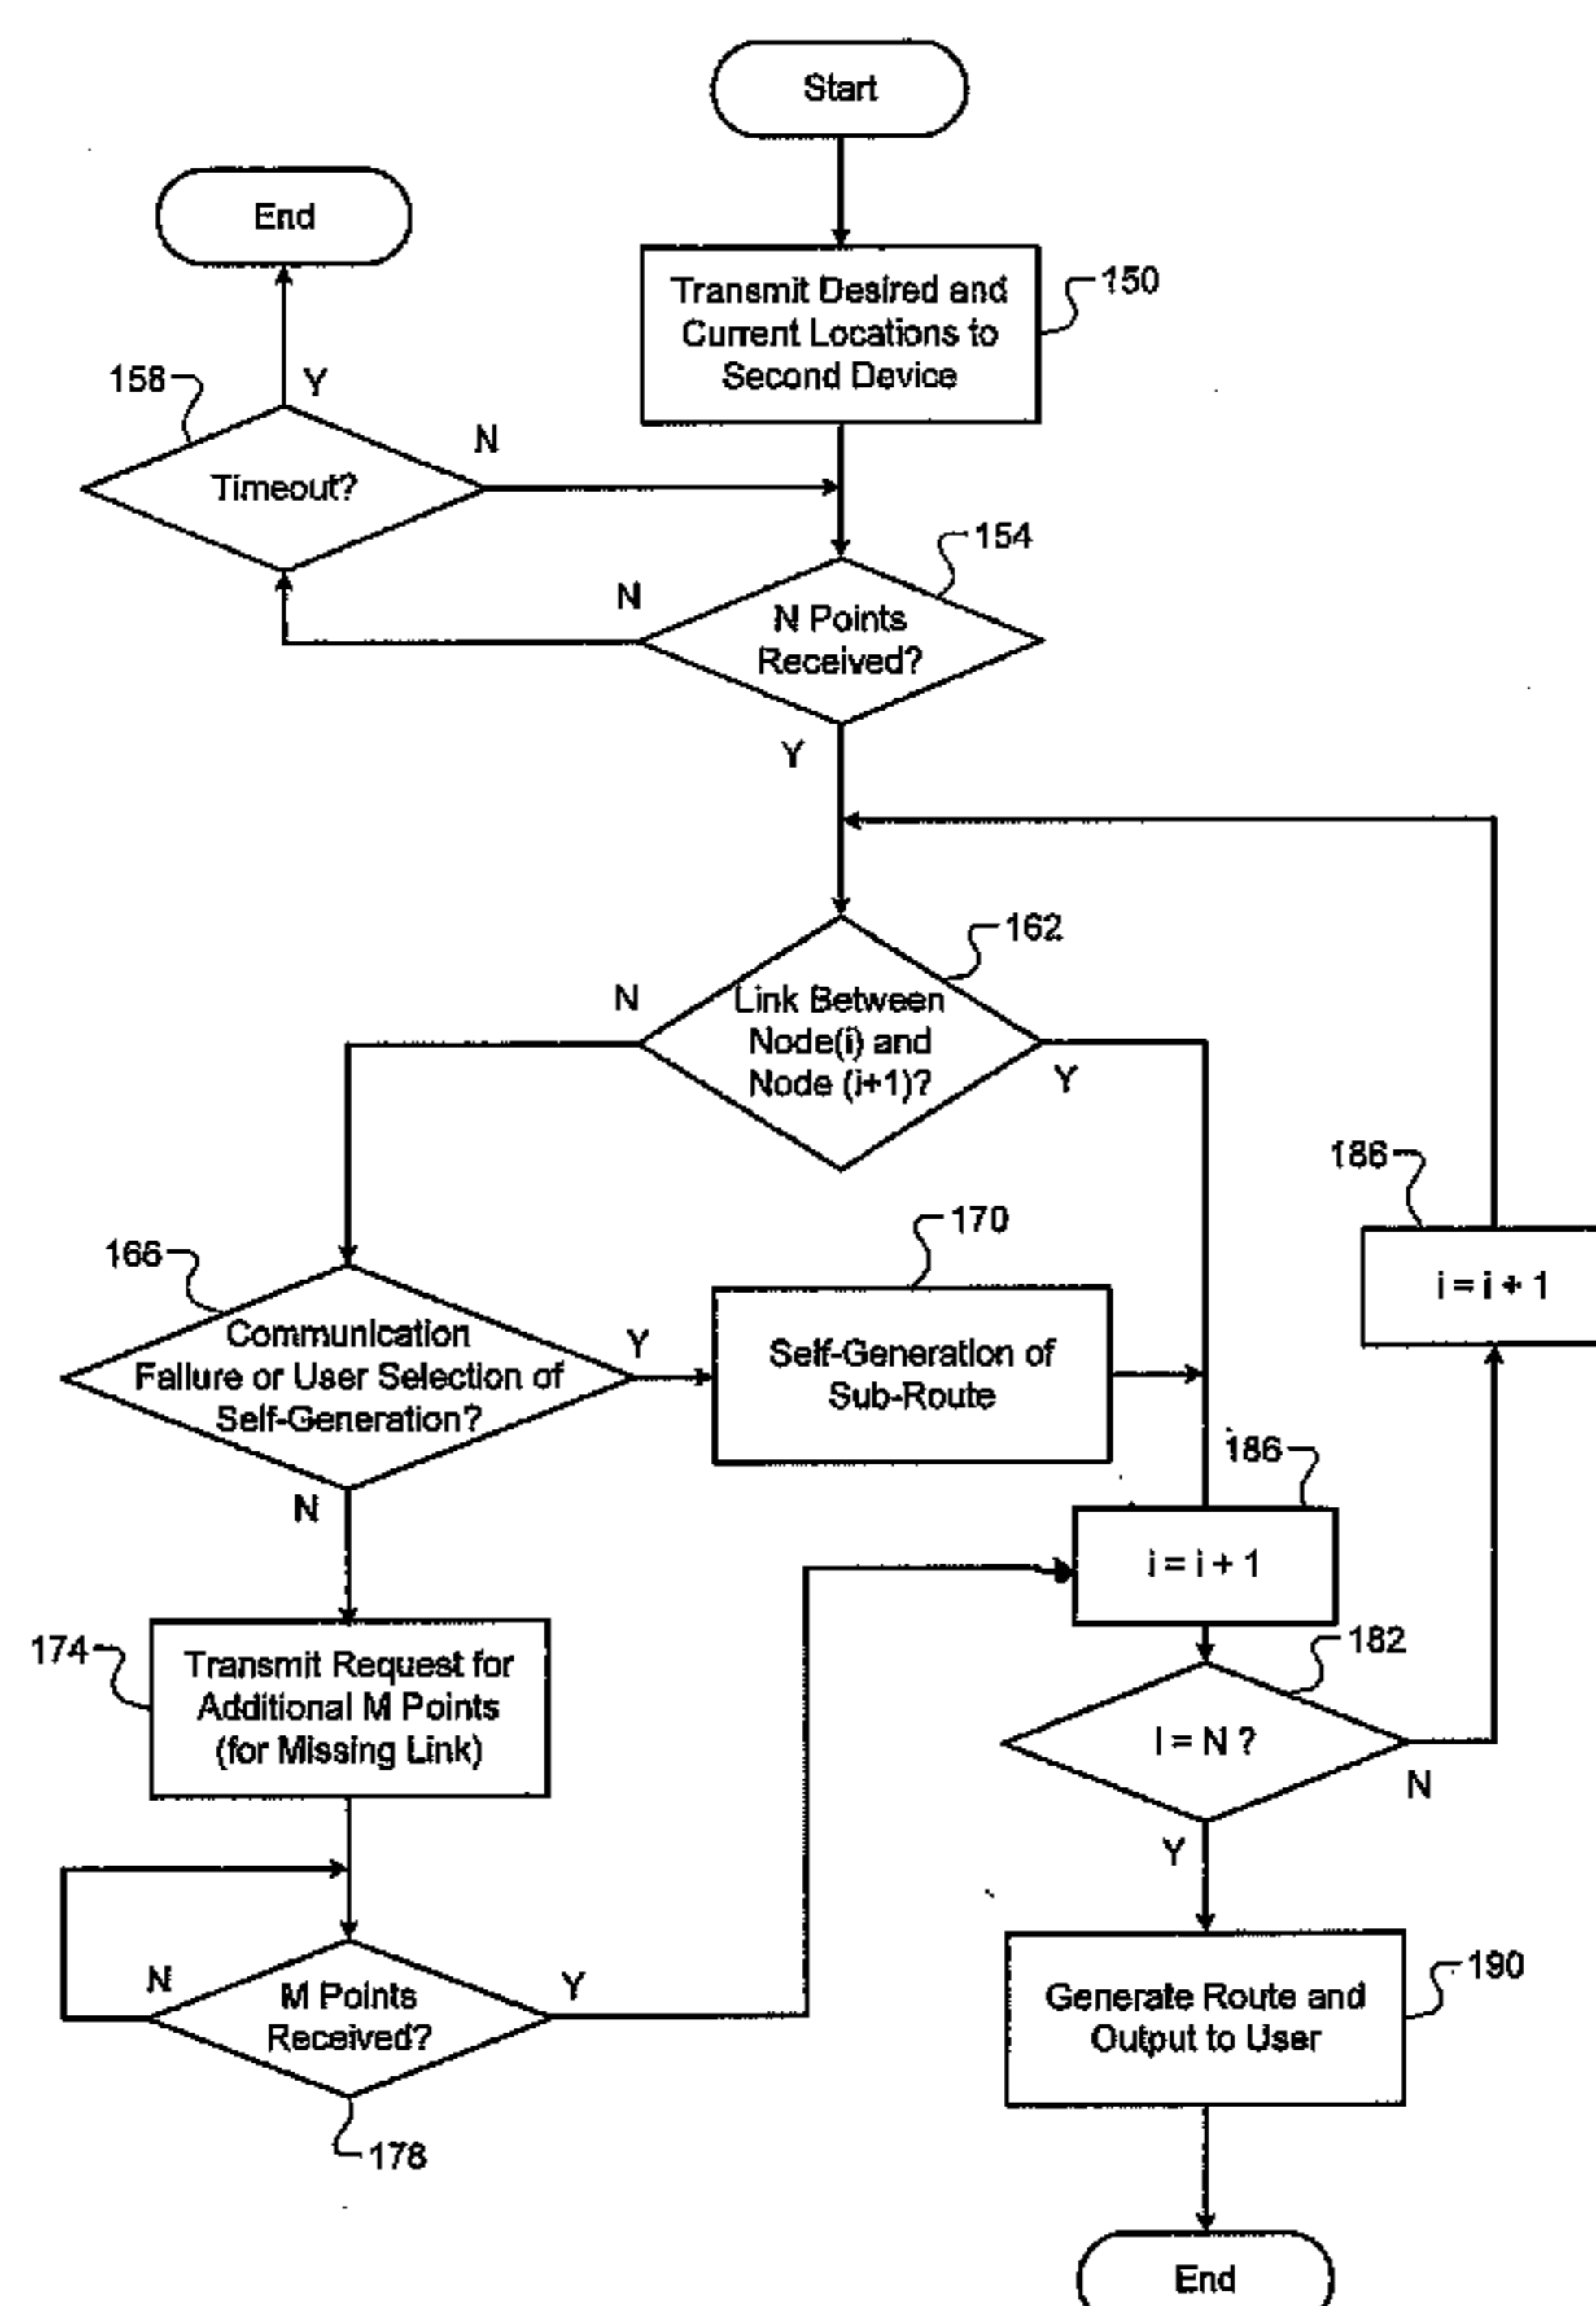 Start
End
Transmit Desired and
Current Locations to
Second Device
150
158
Y
N
Timeout?
154
N
N Points
Received?
Y
162
N
Link Between
Node(i) and
Node (i+1)?
Y
186
i = i + 1
170
166
Communication
Failure or User Selection of
Self-Generation?
Y
Self-Generation of
Sub-Route
N
186
i = i + 1
174
Transmit Request for
Additional M Points
(for Missing Link)
182
I = N ?
N
Y
N
M Points
Received?
Y
178
Generate Route and
Output to User
190
End